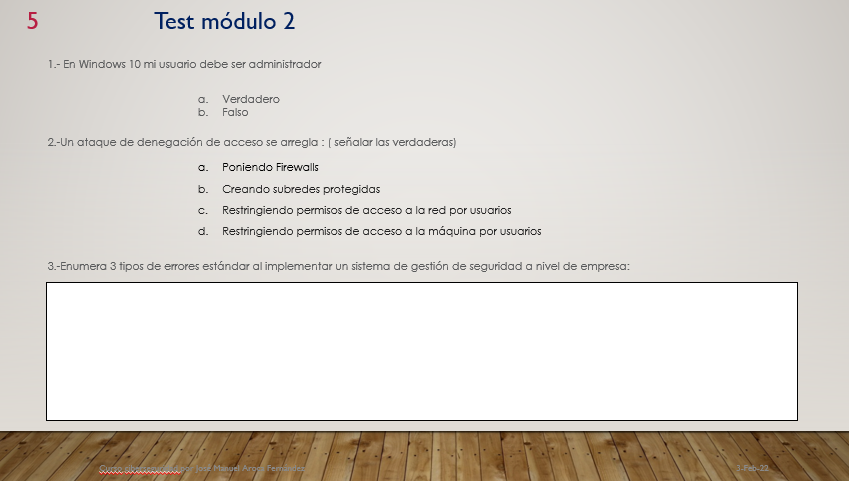 5
Test módulo 2
1.- En Windows 10 mi usuario debe ser administrador
a. Verdadero
b. Falso
2.-Un ataque de denegación de acceso se arregla : ( señalar las verdaderas)
a. Poniendo Firewalls
b. Creando subredes protegidas
c. Restringiendo permisos de acceso a la red por usuarios
d. Restringiendo permisos de acceso a la máquina por usuarios
3.-Enumera 3 tipos de errores estándar al implementar un sistema de gestión de seguridad a nivel de empresa:
Curso por José Manuel Fernández
3-Feb-22